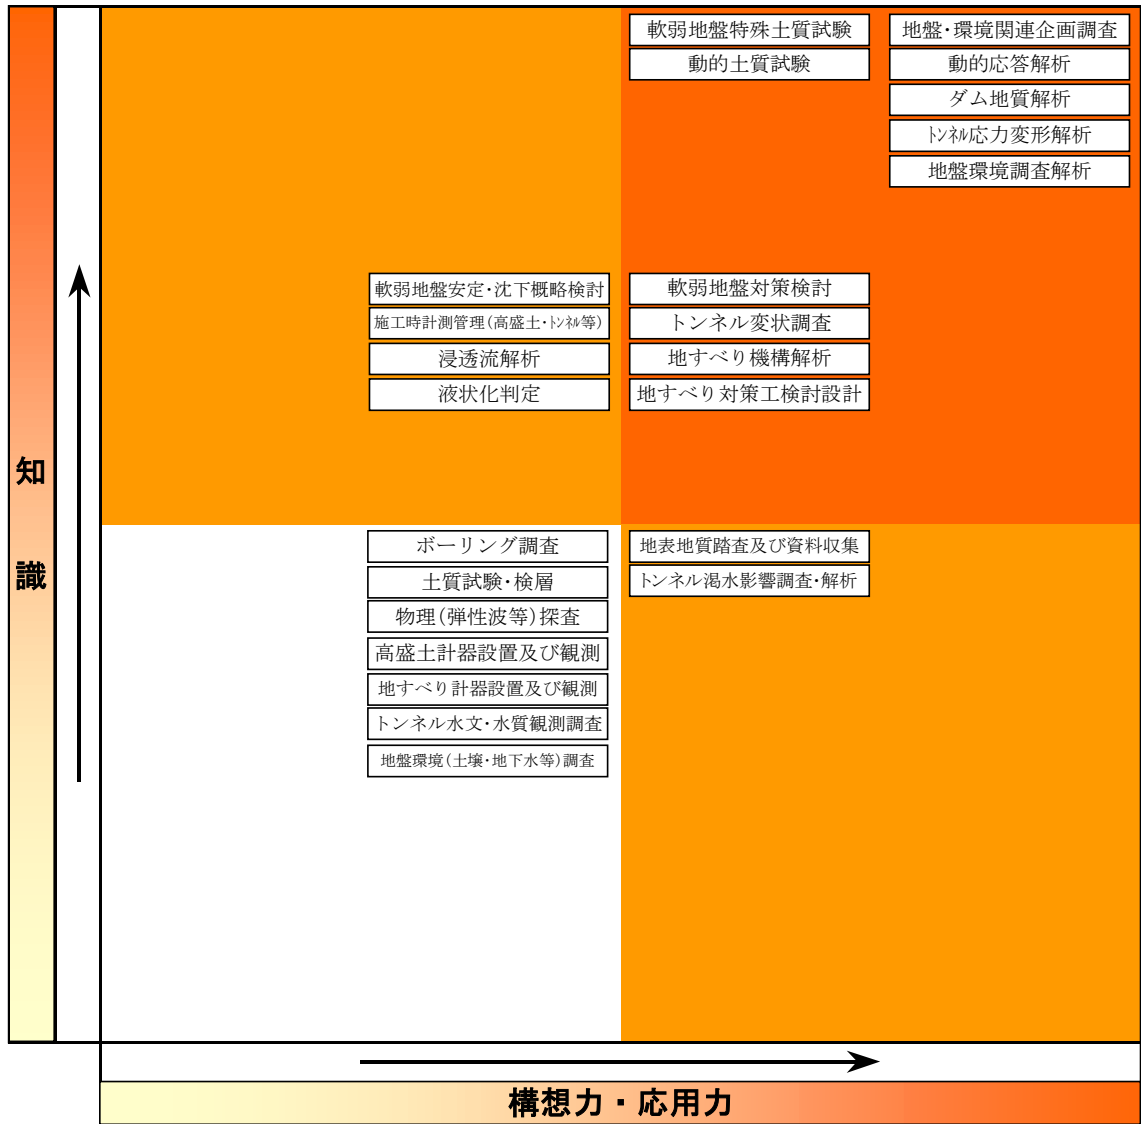 軟弱地盤特殊土質試験
動的土質試験
地盤・環境関連企画調査
動的応答解析
ダム地質解析
ﾄﾝﾈﾙ応力変形解析
地盤環境調査解析
軟弱地盤安定・沈下概略検討
施工時計測管理(高盛土・ﾄﾝﾈﾙ等)
浸透流解析
液状化判定
軟弱地盤対策検討
トンネル変状調査
地すべり機構解析
地すべり対策工検討設計
知
識
ボーリング調査
土質試験・検層
物理(弾性波等)探査
高盛土計器設置及び観測
地すべり計器設置及び観測
トンネル水文・水質観測調査
地盤環境(土壌・地下水等)調査
地表地質踏査及び資料収集
トンネル渇水影響調査・解析
構想力・応用力